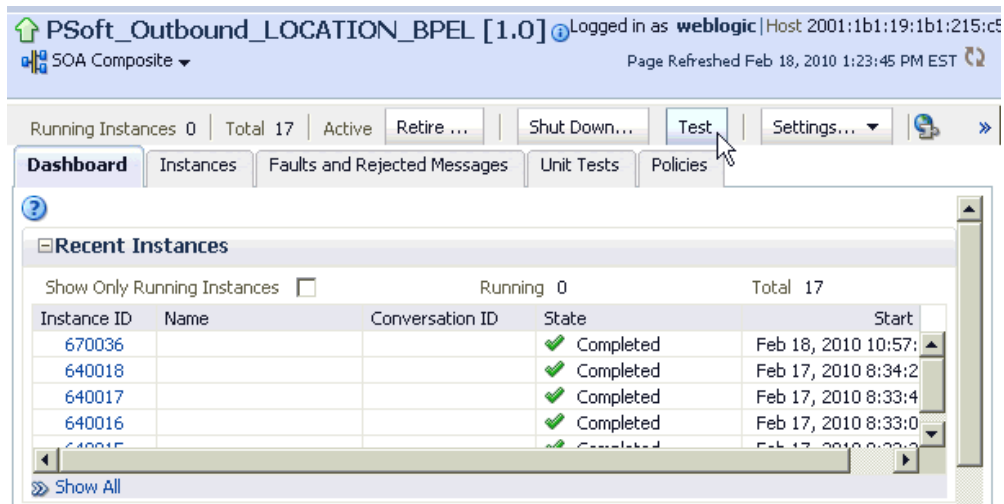 PSoft_Outbound_LOCATION_BPEL [1.0] Logged in as weblogic|Host 2001:1b1:19:1b1:215:c5
SOA Composite Page Refreshed Feb 18, 2010 1:23:45 PM EST
Running Instances 0 Total 17 Active Retire ... Shut Down... Test Settings...
Dashboard Instances Faults and Rejected Messages Unit Tests Policies
Recent Instances
Show Only Running Instances Running 0 Total 17
Instance ID Name Conversation ID State Start
670036 Completed Feb 18, 2010 10:57:
640018 Completed Feb 17, 2010 8:34:2
640017 Completed Feb 17, 2010 8:33:4
640016 Completed Feb 17, 2010 8:33:0
Show All